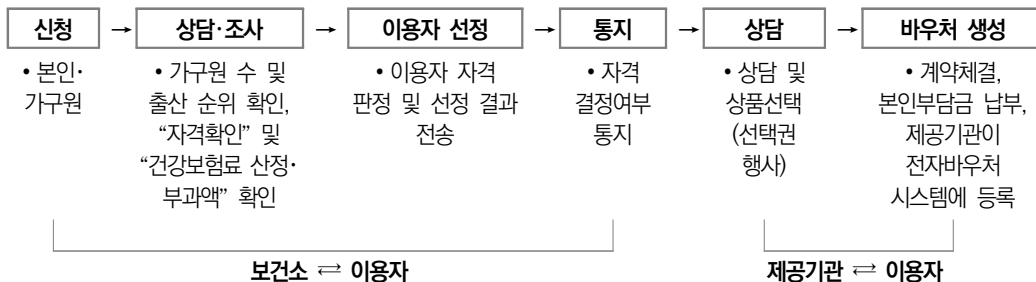 신청 → 상담·조사 → 이용자 선정 → 통지 → 상담 → 바우처 생성
• 본인·
가구원
• 가구원 수 및
출산 순위 확인,
“자격확인” 및
“건강보험료 산정·
부과액” 확인
• 이용자 자격
판정 및 선정 결과
전송
• 자격
결정여부
통지
• 상담 및
상품선택
(선택권
행사)
• 계약체결,
본인부담금 납부,
제공기관이
전자바우처
시스템에 등록
보건소 ⇄ 이용자
제공기관 ⇄ 이용자